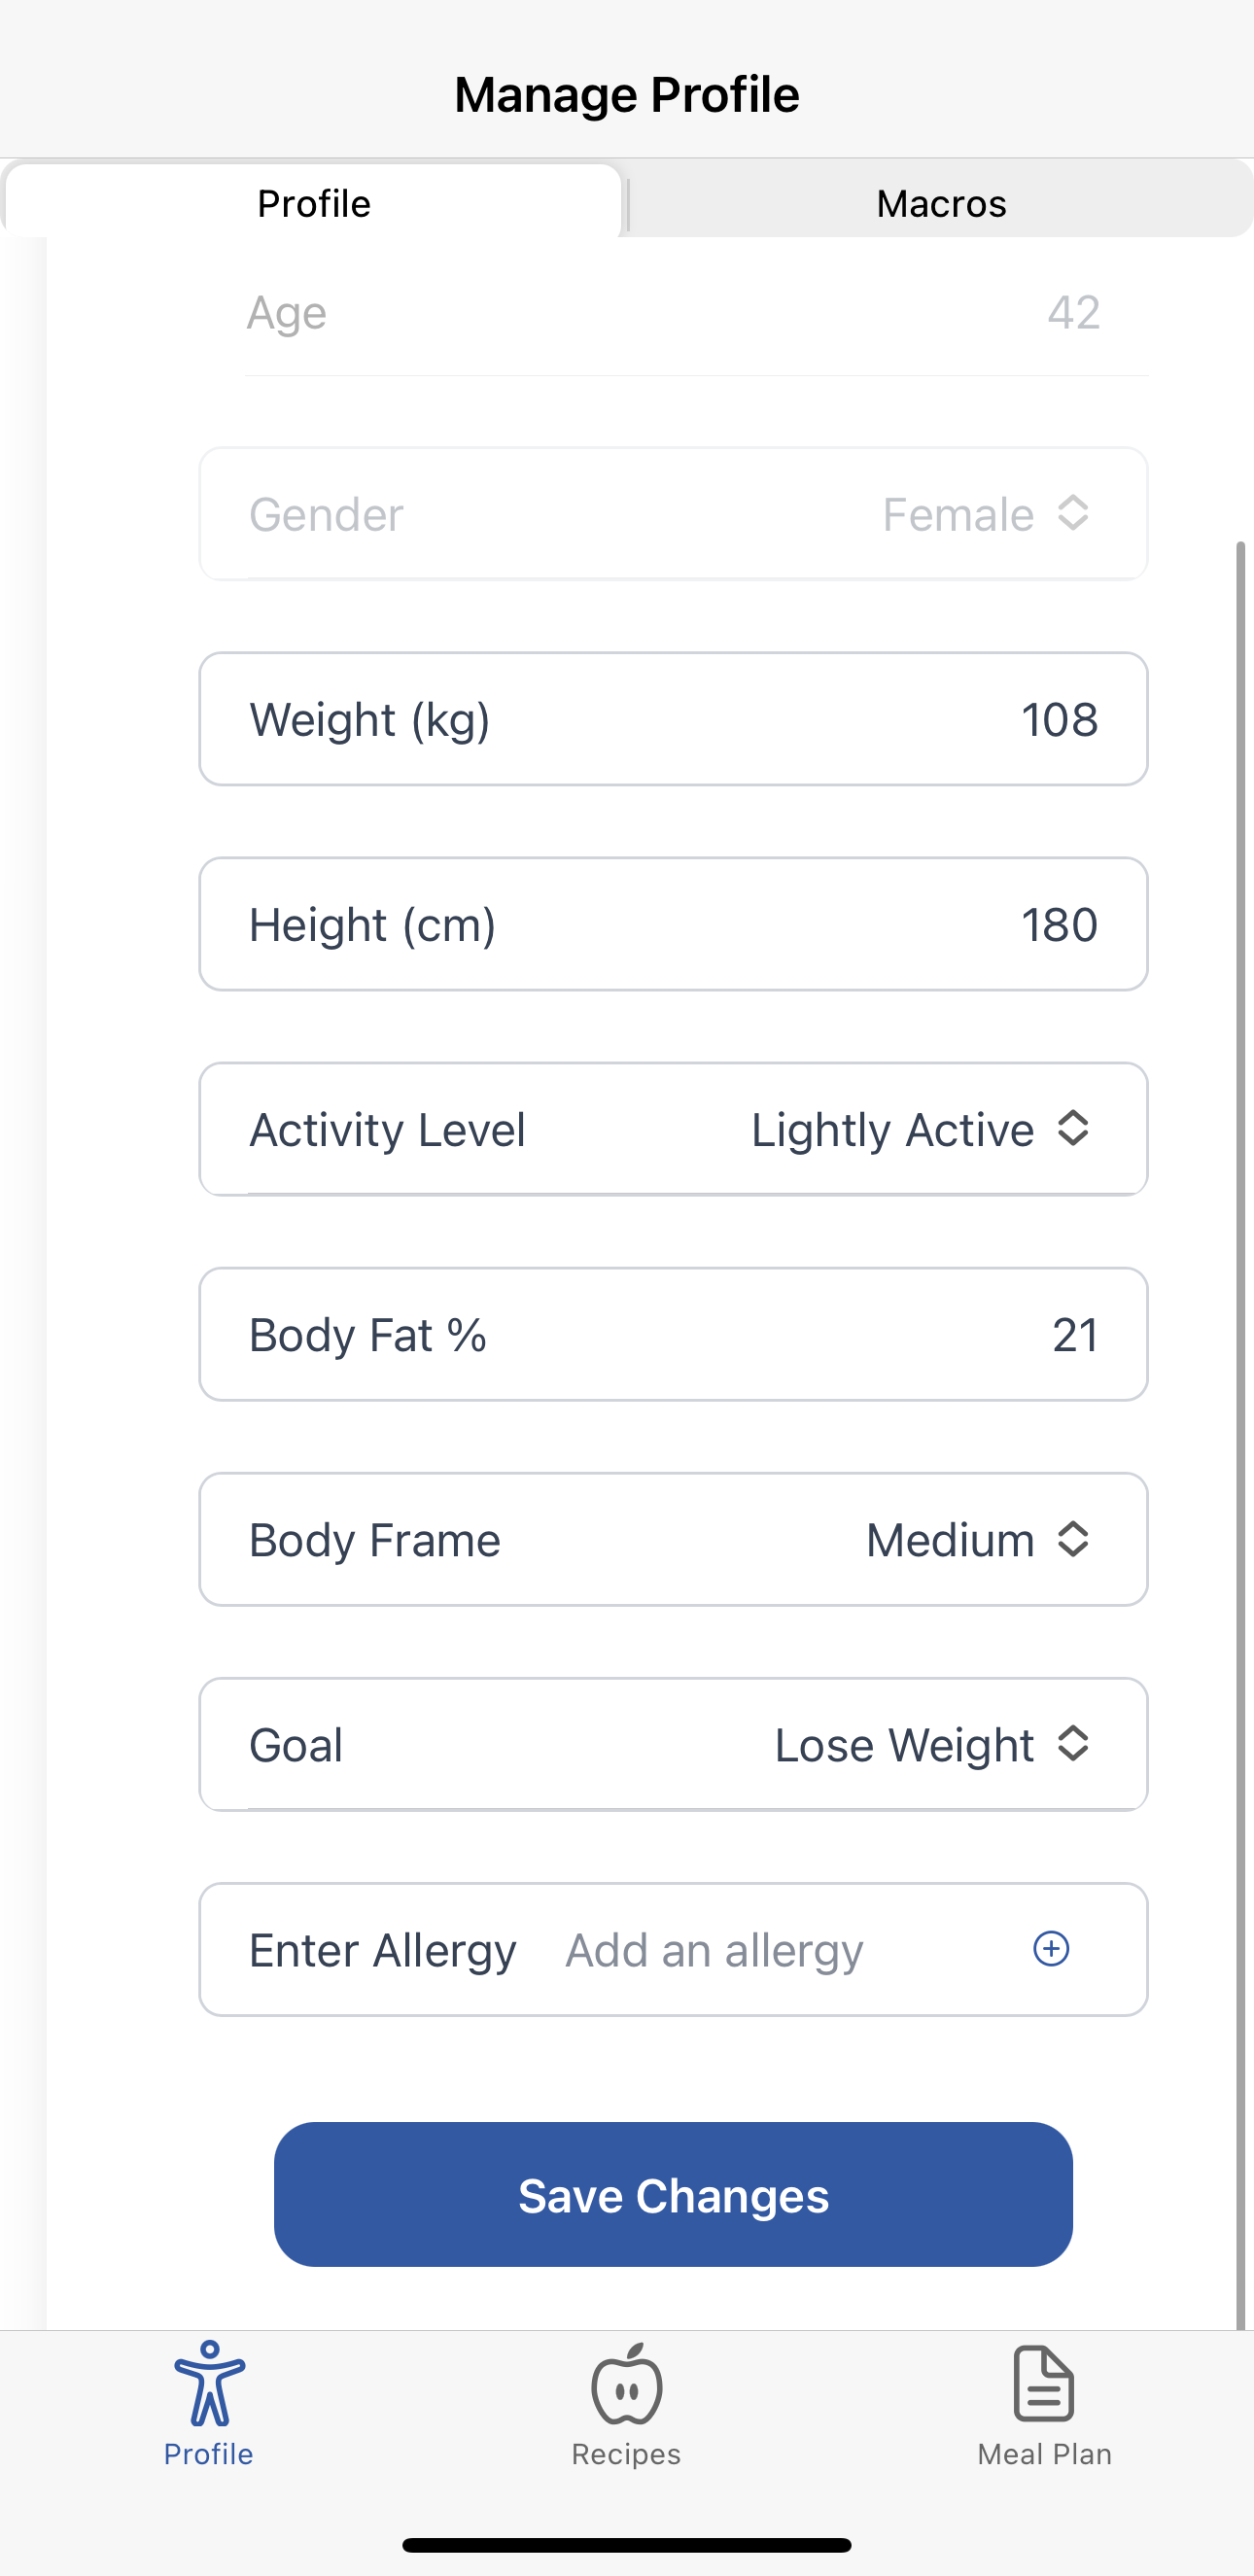 Manage Profile
Profile Macros
Age 42
Gender Female
Weight (kg) 108
Height (cm) 180
Activity Level Lightly Active
Body Fat % 21
Body Frame Medium
Goal Lose Weight
Enter Allergy Add an allergy
Save Changes
Profile Recipes Meal Plan